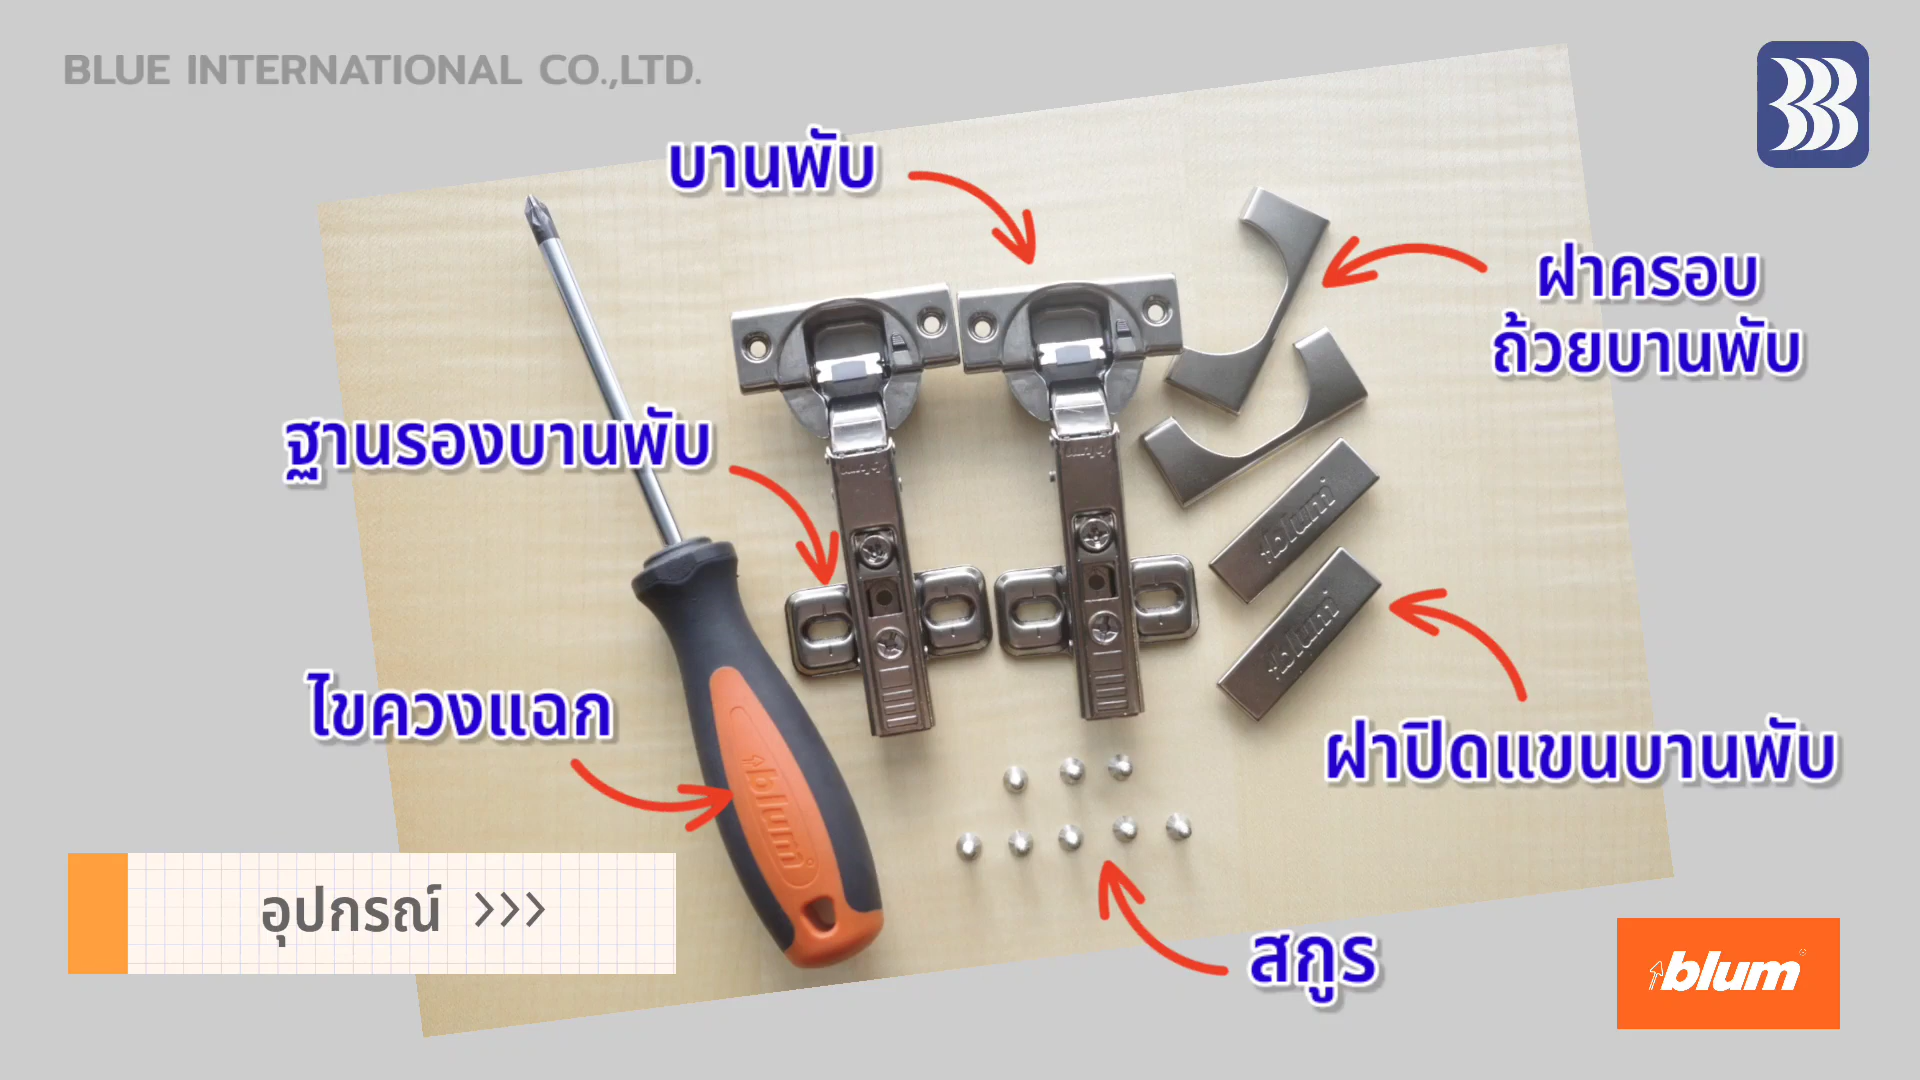 BLUE INTERNATIONAL CO.,LTD.
บานพับ
ฝาครอบ
ถ้วยบานพับ
ฐานรองบานพับ
blum
blum
ไขควงแฉก
blum
ฝาปิดแขนบานพับ
อุปกรณ์ >>>
สกูร
blum